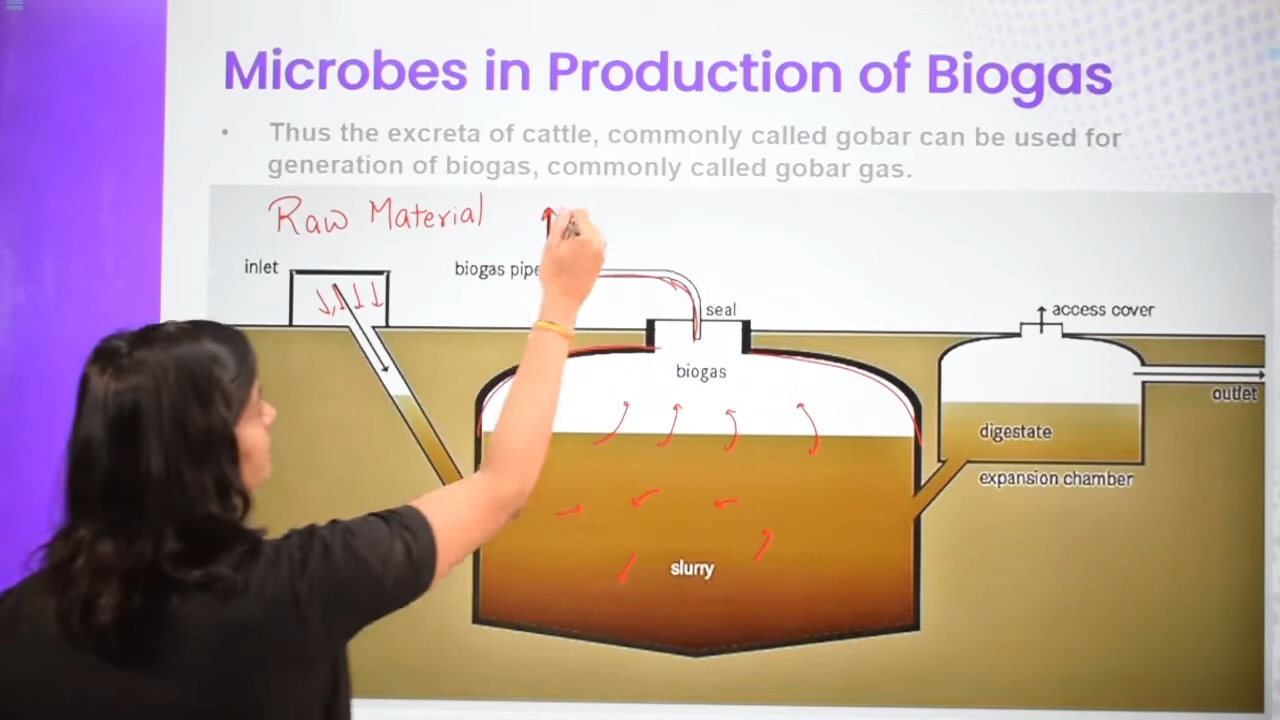 Microbes in Production of Biogas
• Thus the excreta of cattle, commonly called gobar can be used for
generation of biogas, commonly called gobar gas.
Raw Material
inlet
biogas pipe
seal
access cover
biogas
outlet
digestate
expansion chamber
slurry